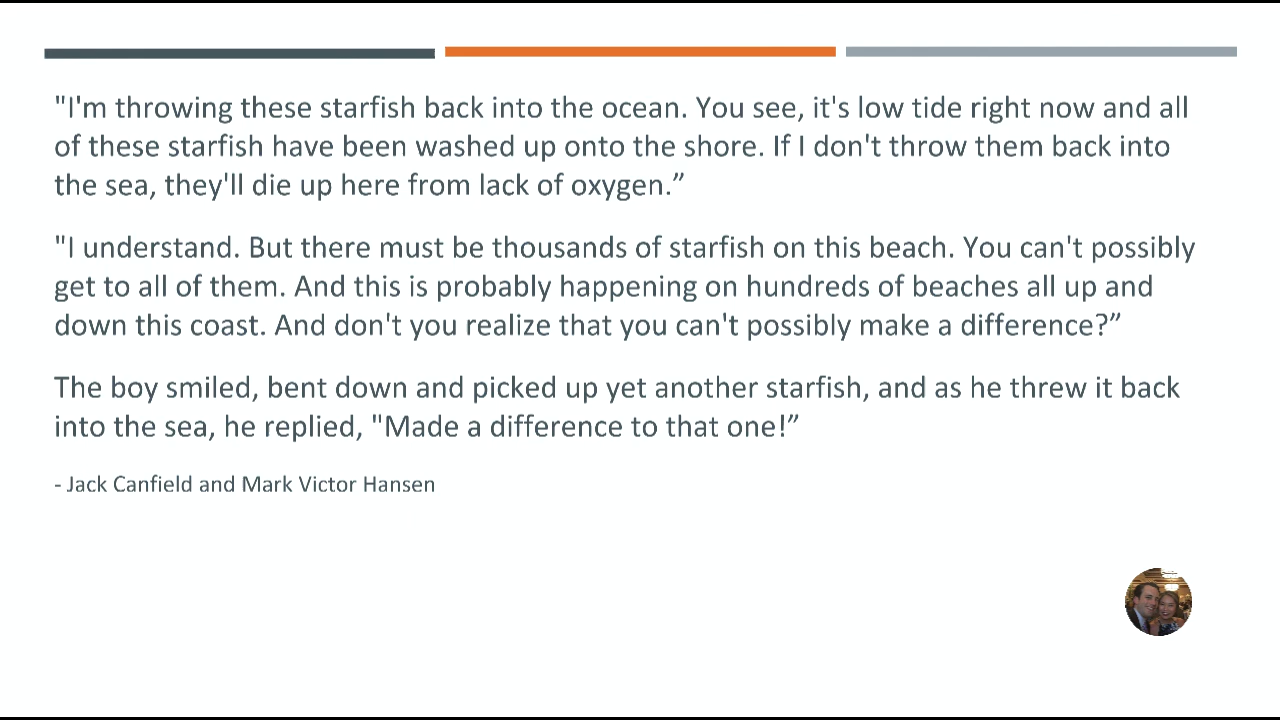 "I'm throwing these starfish back into the ocean. You see, it's low tide right now and all
of these starfish have been washed up onto the shore. If I don't throw them back into
the sea, they'll die up here from lack of oxygen.”
"I understand. But there must be thousands of starfish on this beach. You can't possibly
get to all of them. And this is probably happening on hundreds of beaches all up and
down this coast. And don't you realize that you can't possibly make a difference?”
The boy smiled, bent down and picked up yet another starfish, and as he threw it back
into the sea, he replied, "Made a difference to that one!”
- Jack Canfield and Mark Victor Hansen